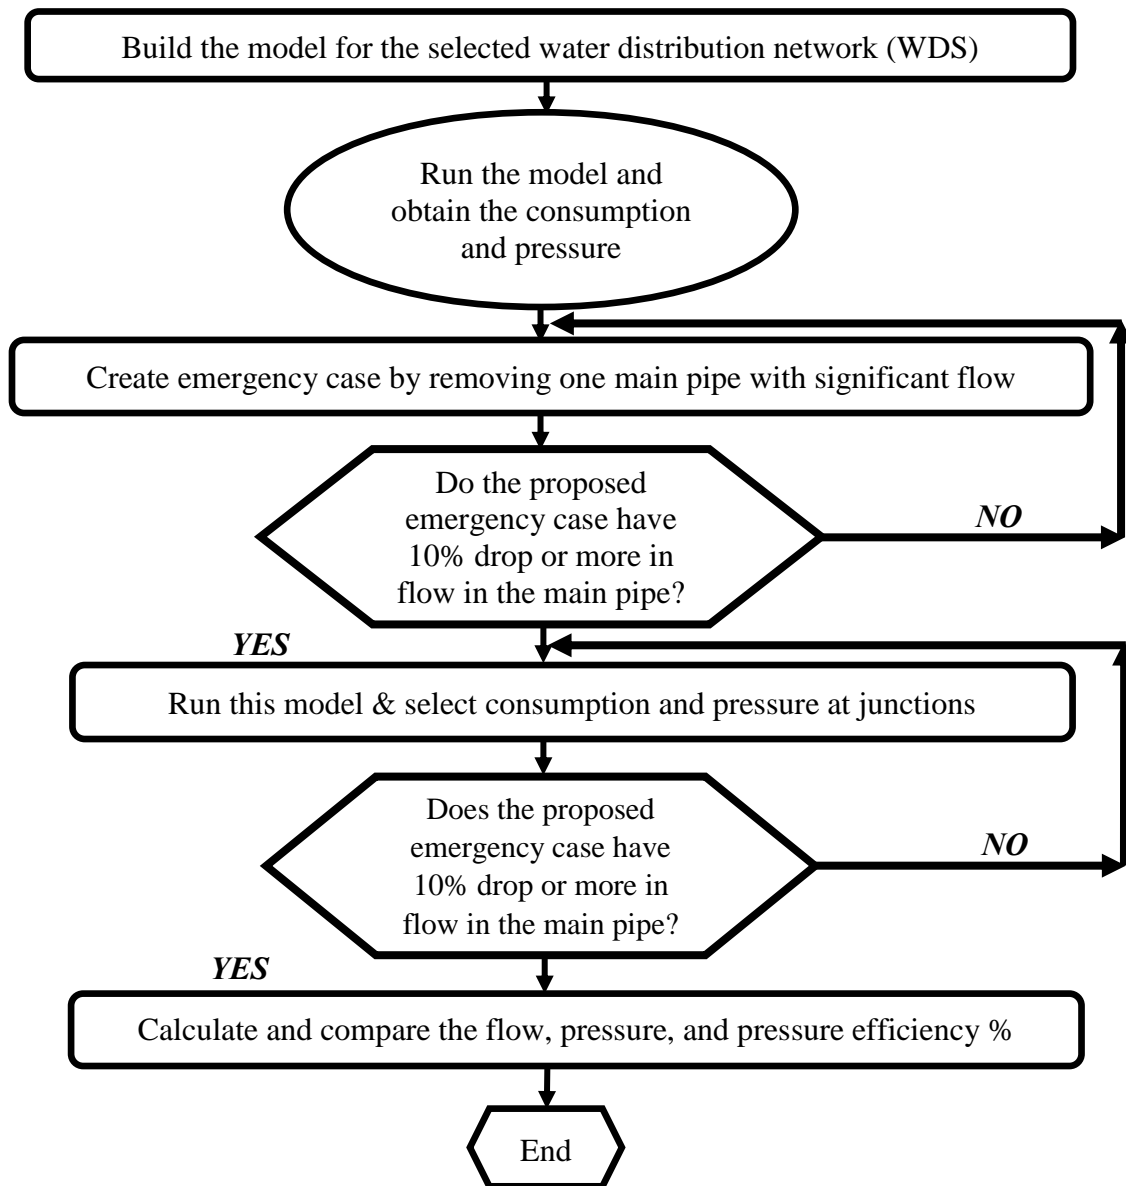 Build the model for the selected water distribution network (WDS)
Run the model and
obtain the consumption
and pressure
Create emergency case by removing one main pipe with significant flow
Do the proposed
emergency case have
10% drop or more in
flow in the main pipe?
NO
YES
Run this model & select consumption and pressure at junctions
Does the proposed
emergency case have
10% drop or more in
flow in the main pipe?
NO
YES
Calculate and compare the flow, pressure, and pressure efficiency %
End